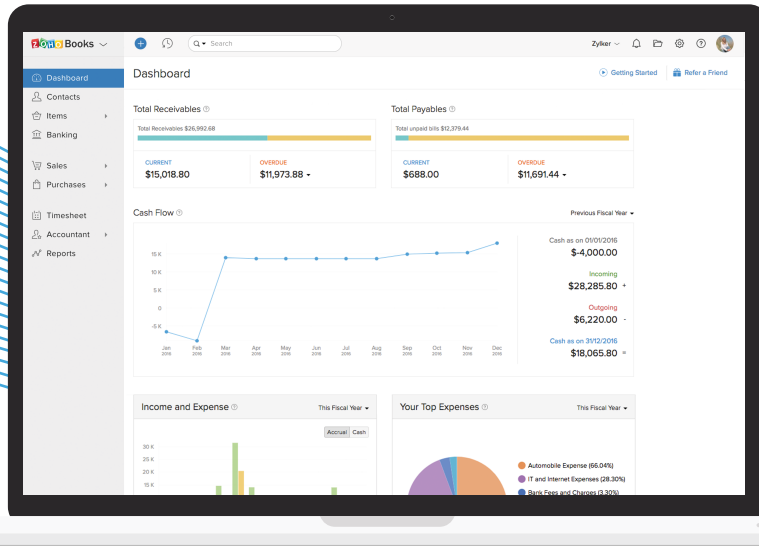 ZOHO Books
Search
Zylker
Dashboard
Contacts
Items
Banking
Sales
Purchases
Timesheet
Accountant
Reports
Dashboard
Getting Started
Refer a Friend
Total Receivables
Total Receivables $26,992.68
CURRENT
$15,018.80
OVERDUE
$11,973.88
Total Payables
Total unpaid bills $12,379.44
CURRENT
$688.00
OVERDUE
$11,691.44
Cash Flow
Previous Fiscal Year
15 K
10 K
5 K
0
-5 K
Jan 2016
Feb 2016
Mar 2016
Apr 2016
May 2016
Jun 2016
Jul 2016
Aug 2016
Sep 2016
Oct 2016
Nov 2016
Dec 2016
Cash as on 01/01/2016
$-4,000.00
Incoming
$28,285.80 +
Outgoing
$6,220.00 -
Cash as on 31/12/2016
$18,065.80 =
Income and Expense
This Fiscal Year
Accrual Cash
30 K
25 K
20 K
15 K
Your Top Expenses
This Fiscal Year
Automobile Expense (66.04%)
IT and Internet Expenses (28.30%)
Bank Fees and Charges (3.30%)